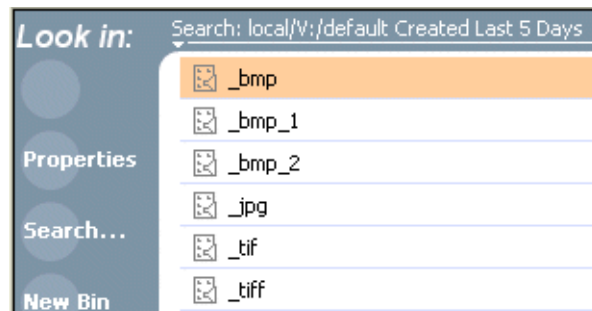 Look in:
Search: local/V:/default Created Last 5 Days
_bmp
_bmp_1
Properties
_bmp_2
_jpg
Search...
_tif
_tiff
New Bin